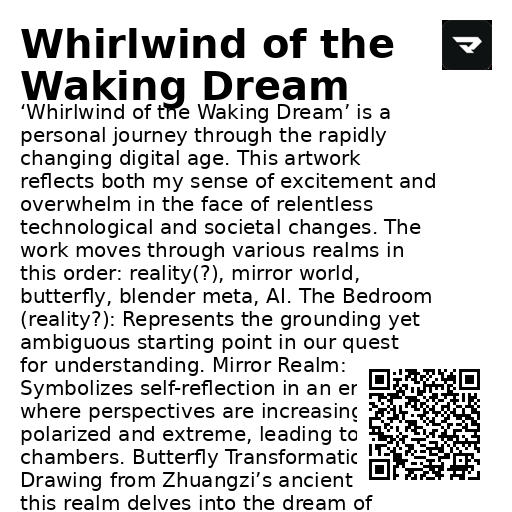 Whirlwind of the
Waking Dream
‘Whirlwind of the Waking Dream’ is a
personal journey through the rapidly
changing digital age. This artwork
reflects both my sense of excitement and
overwhelm in the face of relentless
technological and societal changes. The
work moves through various realms in
this order: reality(?), mirror world,
butterfly, blender meta, AI. The Bedroom
(reality?): Represents the grounding yet
ambiguous starting point in our quest
for understanding. Mirror Realm:
Symbolizes self-reflection in an
where perspectives are
polarized and extreme, leading to
chambers. Butterfly
Drawing from Zhuangzi’s ancient
this realm delves into the dream of